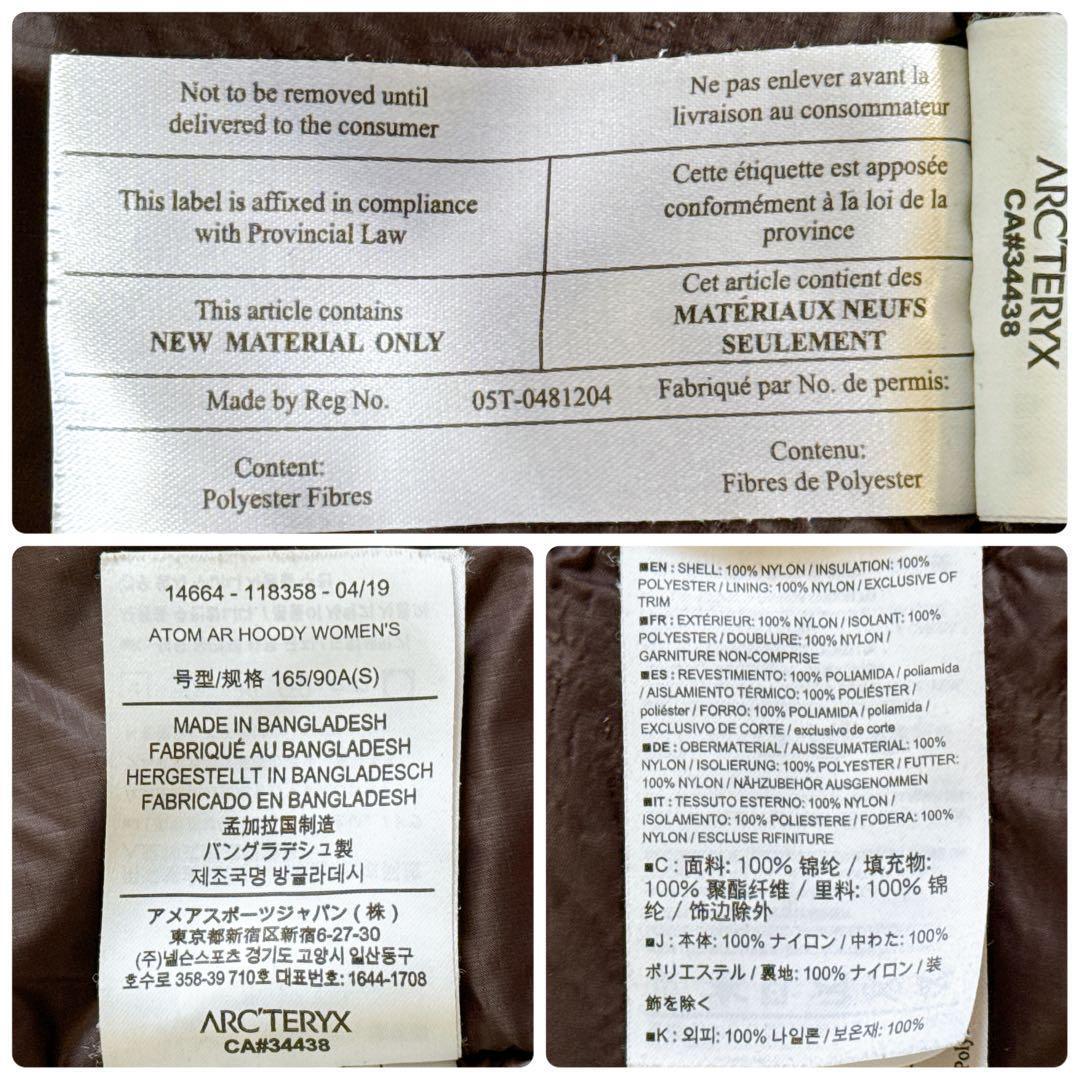 Not to be removed until
delivered to the consumer
Ne pas enlever avant la
livraison au consommateur
This label is affixed in compliance
with Provincial Law
Cette étiquette est apposée
conformément à la loi de la
province
This article contains
NEW MATERIAL ONLY
Cet article contient des
MATÉRIAUX NEUFS
SEULEMENT
Made by Reg No. 05T-0481204 Fabriqué par No. de permis:
Content:
Polyester Fibres
Contenu:
Fibres de Polyester
ARC'TERYX
CA#34438
14664 - 118358 - 04/19
ATOM AR HOODY WOMEN'S
号型/规格 165/90A(S)
MADE IN BANGLADESH
FABRIQUÉ AU BANGLADESH
HERGESTELLT IN BANGLADESCH
FABRICADO EN BANGLADESH
孟加拉国制造
バングラデシュ製
제조국명 방글라데시
アメアスポーツジャパン(株)
東京都新宿区新宿6-27-30
(주)넬슨스포츠 경기도 고양시 일산동구
호수로 358-39 710호 대표번호: 1644-1708
ARC'TERYX
CA#34438
■EN : SHELL: 100% NYLON / INSULATION: 100%
POLYESTER / LINING: 100% NYLON / EXCLUSIVE OF
TRIM
■FR : EXTÉRIEUR: 100% NYLON / ISOLANT: 100%
POLYESTER / DOUBLURE: 100% NYLON /
GARNITURE NON-COMPRISE
■ES : REVESTIMIENTO: 100% POLIAMIDA / poliamida
/ AISLAMIENTO TÉRMICO: 100% POLIÉSTER /
poliéster / FORRO: 100% POLIAMIDA / poliamida /
EXCLUSIVO DE CORTE / exclusivo de corte
■DE : OBERMATERIAL / AUSSEUMATERIAL: 100%
NYLON / ISOLIERUNG: 100% POLYESTER / FUTTER:
100% NYLON / NÄHZUBEHÖR AUSGENOMMEN
■IT : TESSUTO ESTERNO: 100% NYLON /
ISOLAMENTO: 100% POLIESTERE / FODERA: 100%
NYLON / ESCLUSE RIFINITURE
■C : 面料: 100% 锦纶 / 填充物:
100% 聚酯纤维 / 里料: 100% 锦
纶 / 饰边除外
■J : 本体: 100% ナイロン / 中わた: 100%
ポリエステル / 裏地: 100% ナイロン / 装
飾を除く
■K : 외피: 100% 나일론 / 보온재: 100%
Pol